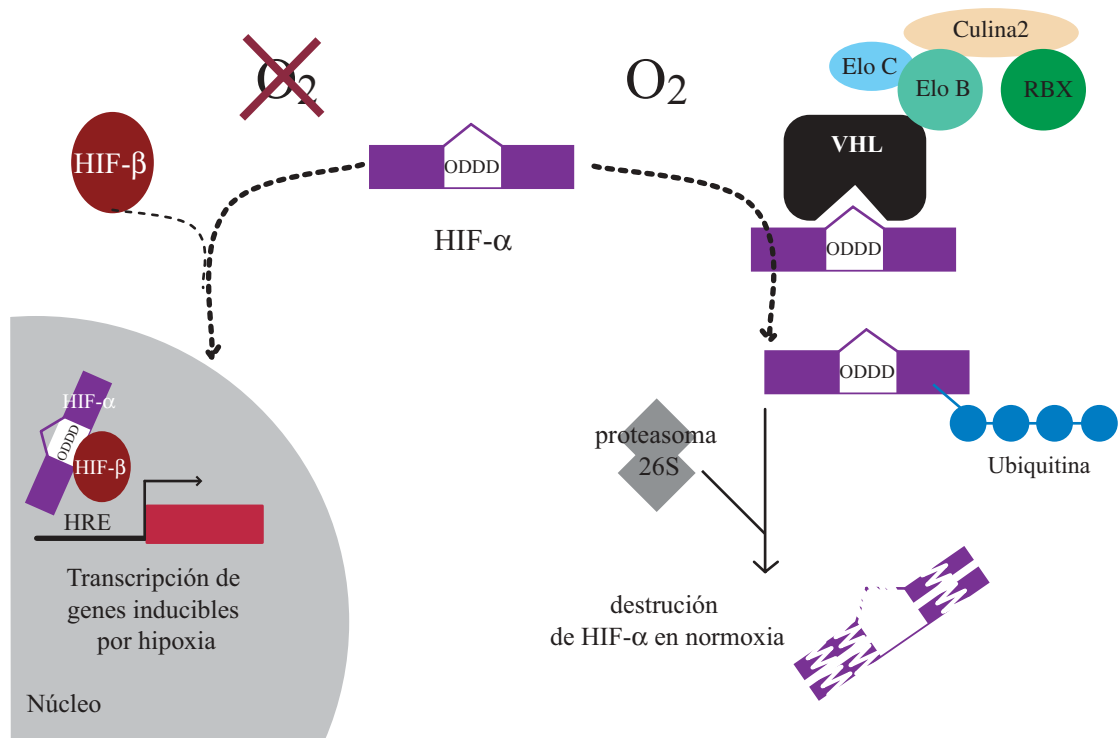 Culina2
Elo C
Elo B
RBX
O2
O2
VHL
HIF-β
ODDD
HIF-α
ODDD
ODDD
HIF-α
ODDD
HIF-β
HRE
proteasoma
26S
Ubiquitina
Transcripción de
genes inducibles
por hipoxia
destrución
de HIF-α en normoxia
Núcleo